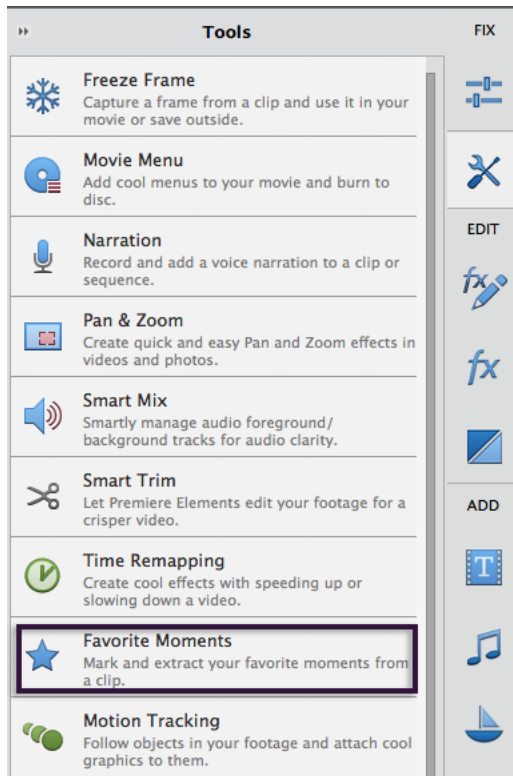 Tools
FIX
Freeze Frame
Capture a frame from a clip and use it in your
movie or save outside.
Movie Menu
Add cool menus to your movie and burn to
disc.
EDIT
Narration
Record and add a voice narration to a clip or
sequence.
fx
Pan & Zoom
Create quick and easy Pan and Zoom effects in
videos and photos.
fx
Smart Mix
Smartly manage audio foreground/
background tracks for audio clarity.
Smart Trim
Let Premiere Elements edit your footage for a
crisper video.
ADD
Time Remapping
Create cool effects with speeding up or
slowing down a video.
T
Favorite Moments
Mark and extract your favorite moments from
a clip.
Motion Tracking
Follow objects in your footage and attach cool
graphics to them.